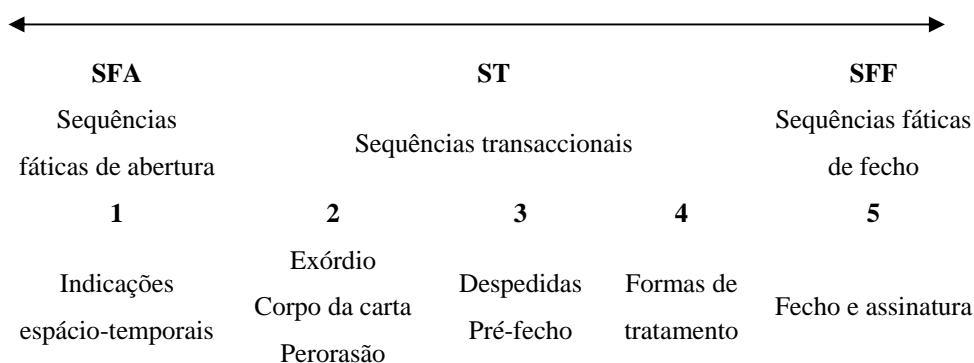 SFA ST SFF
Sequências Sequências fáticas
Sequências transaccionais
fáticas de abertura de fecho
1 2 3 4 5
Exórdio
Indicações Despedidas Formas de
Corpo da carta Fecho e assinatura
espácio-temporais Pré-fecho tratamento
Perorasão